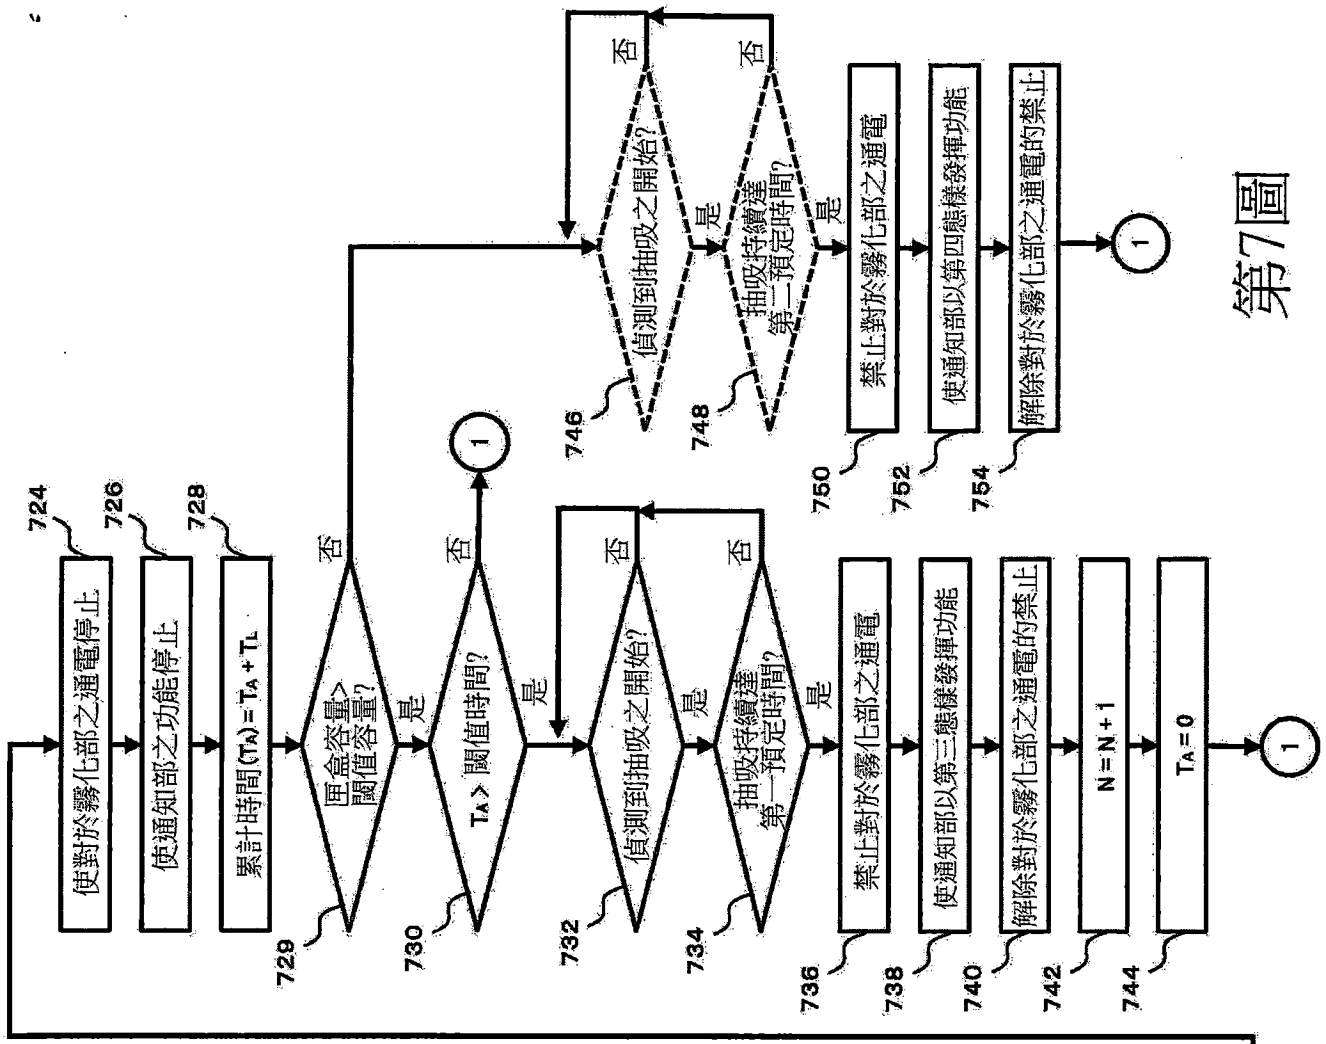 724
使對於霧化部之通電停止
726
使通知部之功能停止
728
累計時間(TA)=TA+TL
729
匣盒容量>
閾值容量?
否
是
730
TA > 閾值時間?
否
1
是
732
偵測到抽吸之開始?
否
是
734
抽吸持續達
第一預定時間?
否
是
736
禁止對於霧化部之通電
738
使通知部以第三態樣發揮功能
740
解除對於霧化部之通電的禁止
742
N=N+1
744
TA=0
1
746
偵測到抽吸之開始?
否
是
748
抽吸持續達
第二預定時間?
否
是
750
禁止對於霧化部之通電
752
使通知部以第四態樣發揮功能
754
解除對於霧化部之通電的禁止
1
第7圖